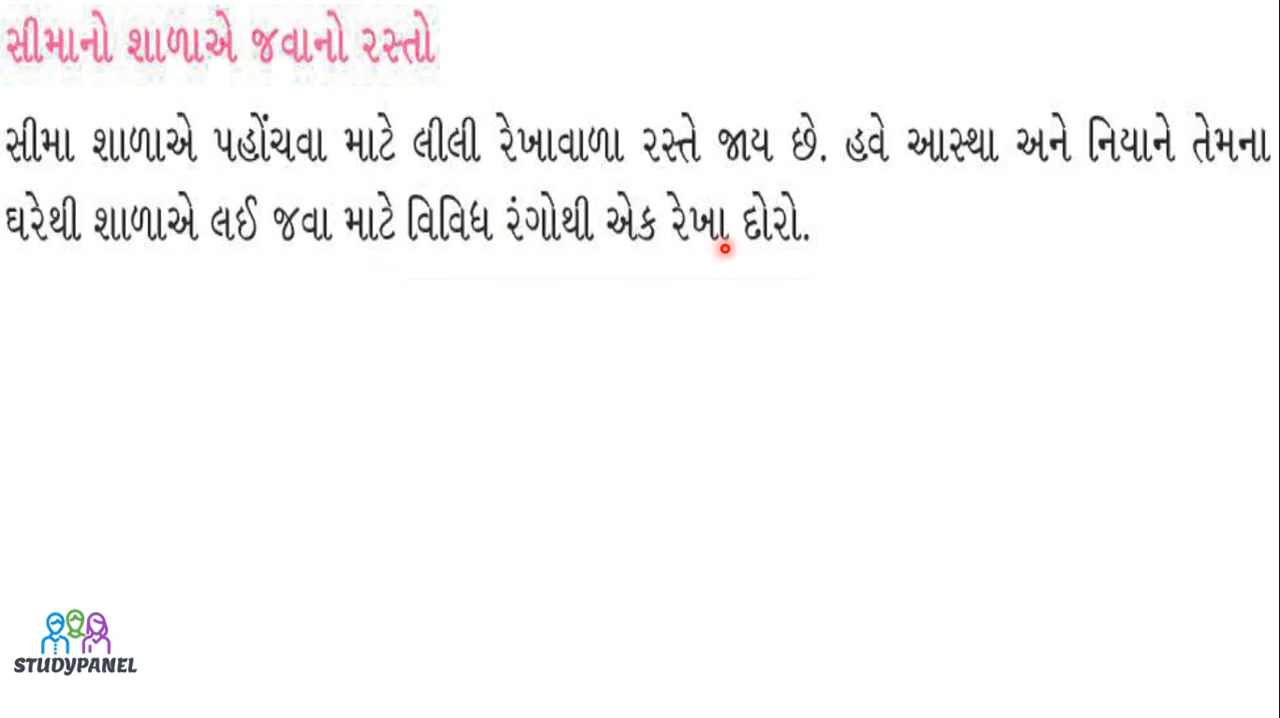 સીમાનો શાળાએ જવાનો રસ્તો
સીમા શાળાએ પહોંચવા માટે લીલી રેખાવાળા રસ્તે જાય છે. હવે આસ્થા અને નિયાને તેમના
ઘરેથી શાળાએ લઈ જવા માટે વિવિધ રંગોથી એક રેખા દોરો.
STUDYPANEL